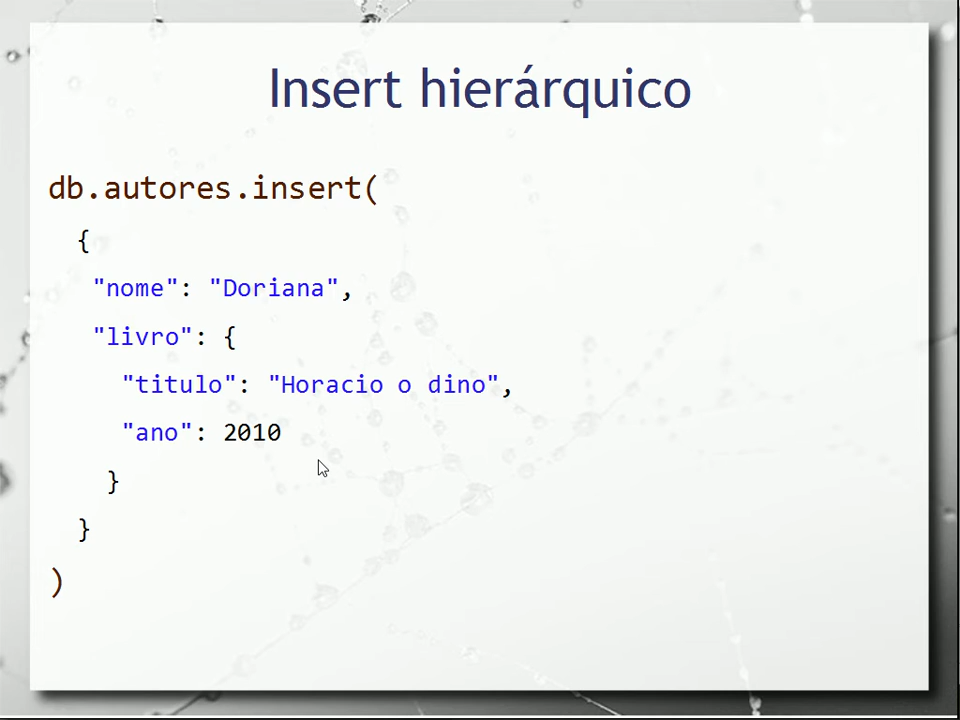 Insert hierárquico
db.autores.insert(
{
"nome": "Doriana",
"livro": {
"titulo": "Horacio o dino",
"ano": 2010
}
}
)